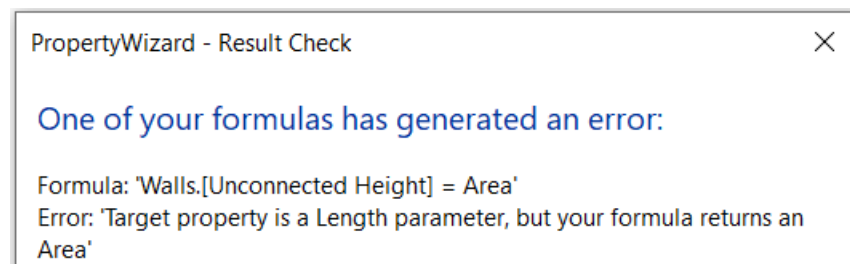 PropertyWizard - Result Check
One of your formulas has generated an error:
Formula: 'Walls.[Unconnected Height] = Area'
Error: 'Target property is a Length parameter, but your formula returns an
Area'